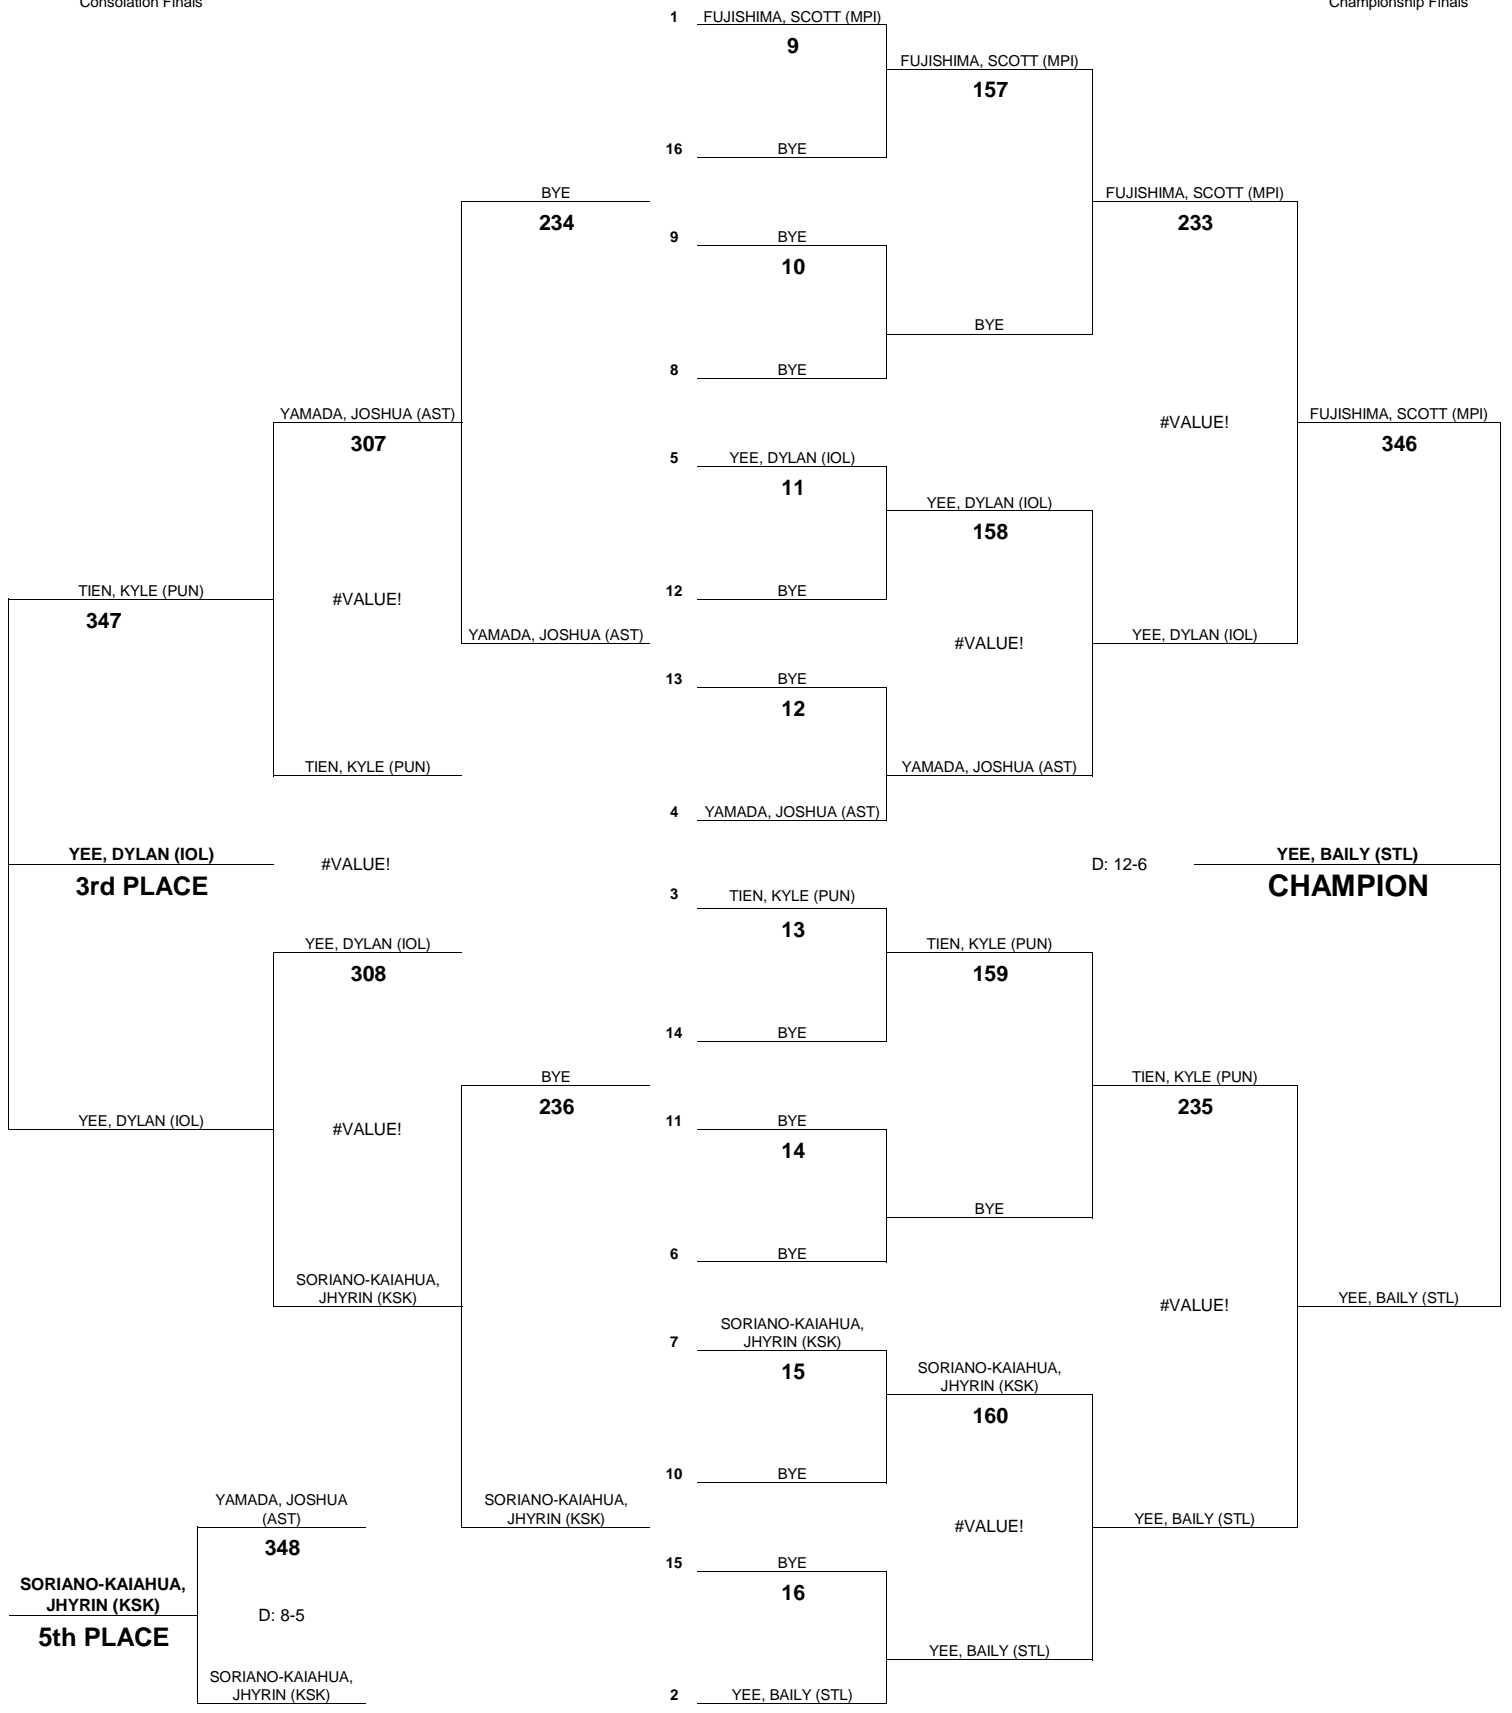 Consolation Finals
Championship Finals
1 FUJISHIMA, SCOTT (MPI)
9
FUJISHIMA, SCOTT (MPI)
157
16 BYE
BYE
234
FUJISHIMA, SCOTT (MPI)
233
9 BYE
10
BYE
8 BYE
YAMADA, JOSHUA (AST)
307
#VALUE!
FUJISHIMA, SCOTT (MPI)
346
5 YEE, DYLAN (IOL)
11
YEE, DYLAN (IOL)
158
TIEN, KYLE (PUN)
347
#VALUE!
12 BYE
YAMADA, JOSHUA (AST)
#VALUE!
YEE, DYLAN (IOL)
13 BYE
12
TIEN, KYLE (PUN)
YAMADA, JOSHUA (AST)
4 YAMADA, JOSHUA (AST)
YEE, DYLAN (IOL)
3rd PLACE
#VALUE!
D: 12-6
YEE, BAILY (STL)
CHAMPION
3 TIEN, KYLE (PUN)
13
YEE, DYLAN (IOL)
308
TIEN, KYLE (PUN)
159
14 BYE
BYE
236
TIEN, KYLE (PUN)
235
YEE, DYLAN (IOL)
#VALUE!
11 BYE
14
BYE
6 BYE
SORIANO-KAIAHUA,
JHYRIN (KSK)
#VALUE!
YEE, BAILY (STL)
7 SORIANO-KAIAHUA,
JHYRIN (KSK)
15
SORIANO-KAIAHUA,
JHYRIN (KSK)
160
10 BYE
YAMADA, JOSHUA
(AST)
348
SORIANO-KAIAHUA,
JHYRIN (KSK)
#VALUE!
YEE, BAILY (STL)
15 BYE
16
SORIANO-KAIAHUA,
JHYRIN (KSK)
5th PLACE
D: 8-5
YEE, BAILY (STL)
SORIANO-KAIAHUA,
JHYRIN (KSK)
2 YEE, BAILY (STL)